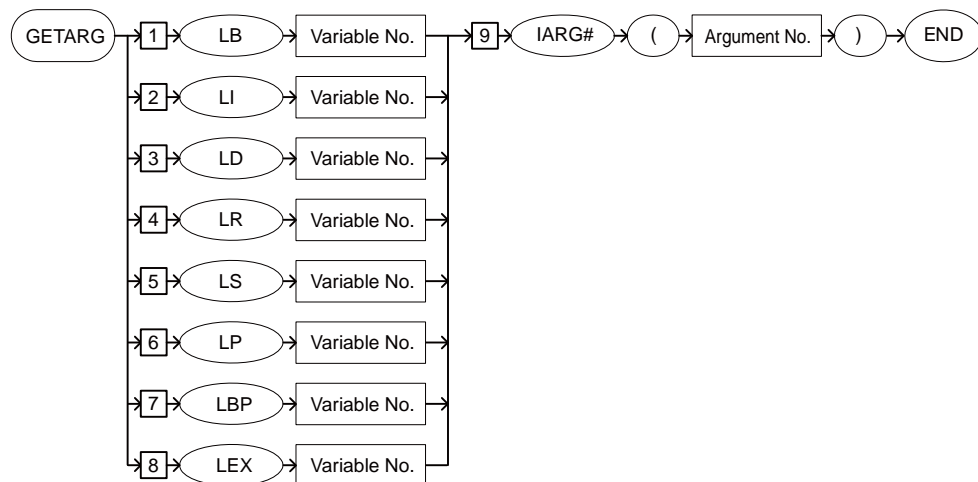 GETARG 1 LB Variable No. 9 IARG# ( Argument No. ) END
2 LI Variable No.
3 LD Variable No.
4 LR Variable No.
5 LS Variable No.
6 LP Variable No.
7 LBP Variable No.
8 LEX Variable No.